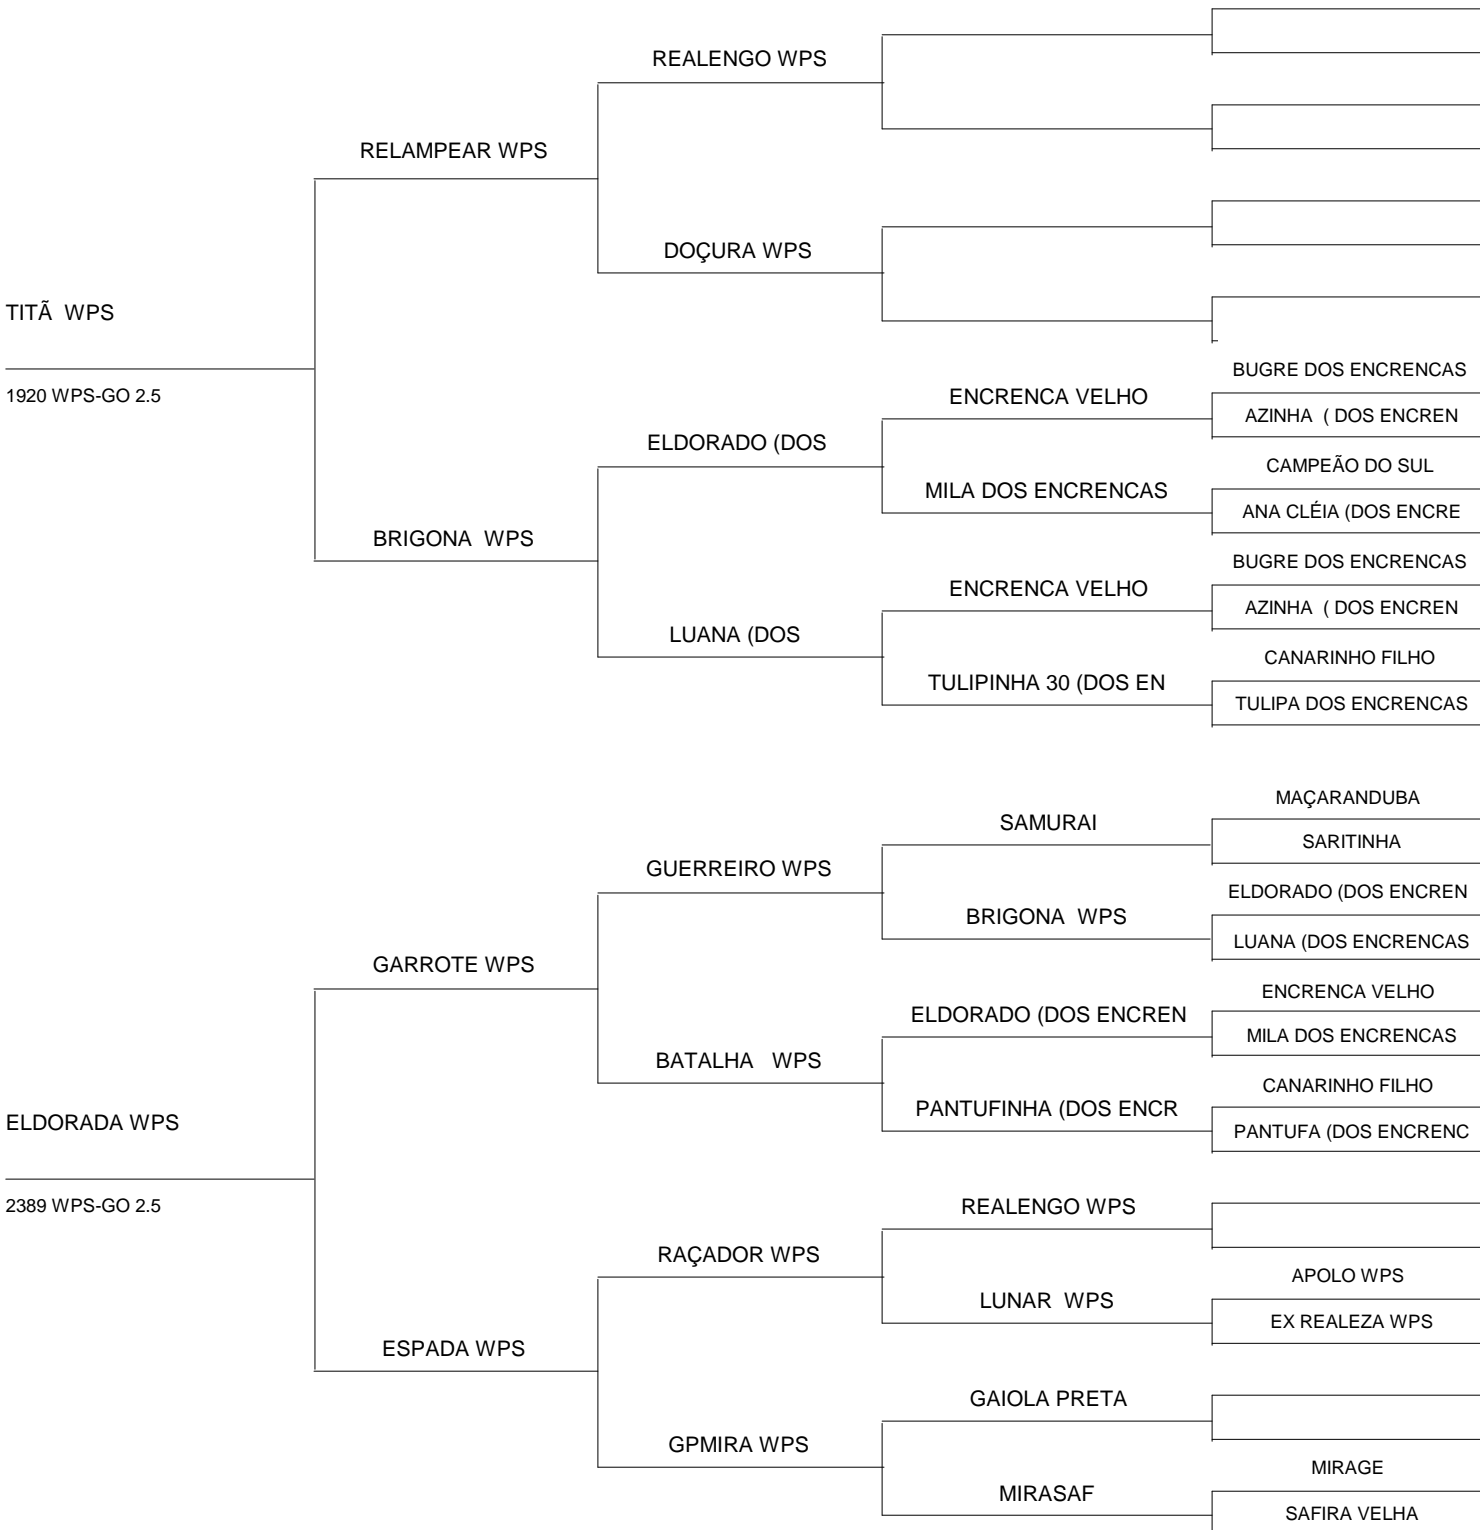 REALENGO WPS
RELAMPEAR WPS
DOÇURA WPS
TITÃ  WPS
1920 WPS-GO 2.5
BUGRE DOS ENCRENCAS
ENCRENCA VELHO
AZINHA  ( DOS ENCREN
ELDORADO (DOS
CAMPEÃO DO SUL
MILA DOS ENCRENCAS
ANA CLÉIA (DOS ENCRE
BRIGONA  WPS
BUGRE DOS ENCRENCAS
ENCRENCA VELHO
AZINHA  ( DOS ENCREN
LUANA (DOS
CANARINHO FILHO
TULIPINHA 30 (DOS EN
TULIPA DOS ENCRENCAS
MAÇARANDUBA
SAMURAI
SARITINHA
GUERREIRO WPS
ELDORADO (DOS ENCREN
BRIGONA  WPS
LUANA (DOS ENCRENCAS
GARROTE WPS
ENCRENCA VELHO
ELDORADO (DOS ENCREN
MILA DOS ENCRENCAS
BATALHA   WPS
CANARINHO FILHO
PANTUFINHA (DOS ENCR
PANTUFA (DOS ENCRENC
ELDORADA WPS
2389 WPS-GO 2.5
REALENGO WPS
RAÇADOR WPS
APOLO WPS
LUNAR  WPS
EX REALEZA WPS
ESPADA WPS
GAIOLA PRETA
GPMIRA WPS
MIRAGE
MIRASAF
SAFIRA VELHA